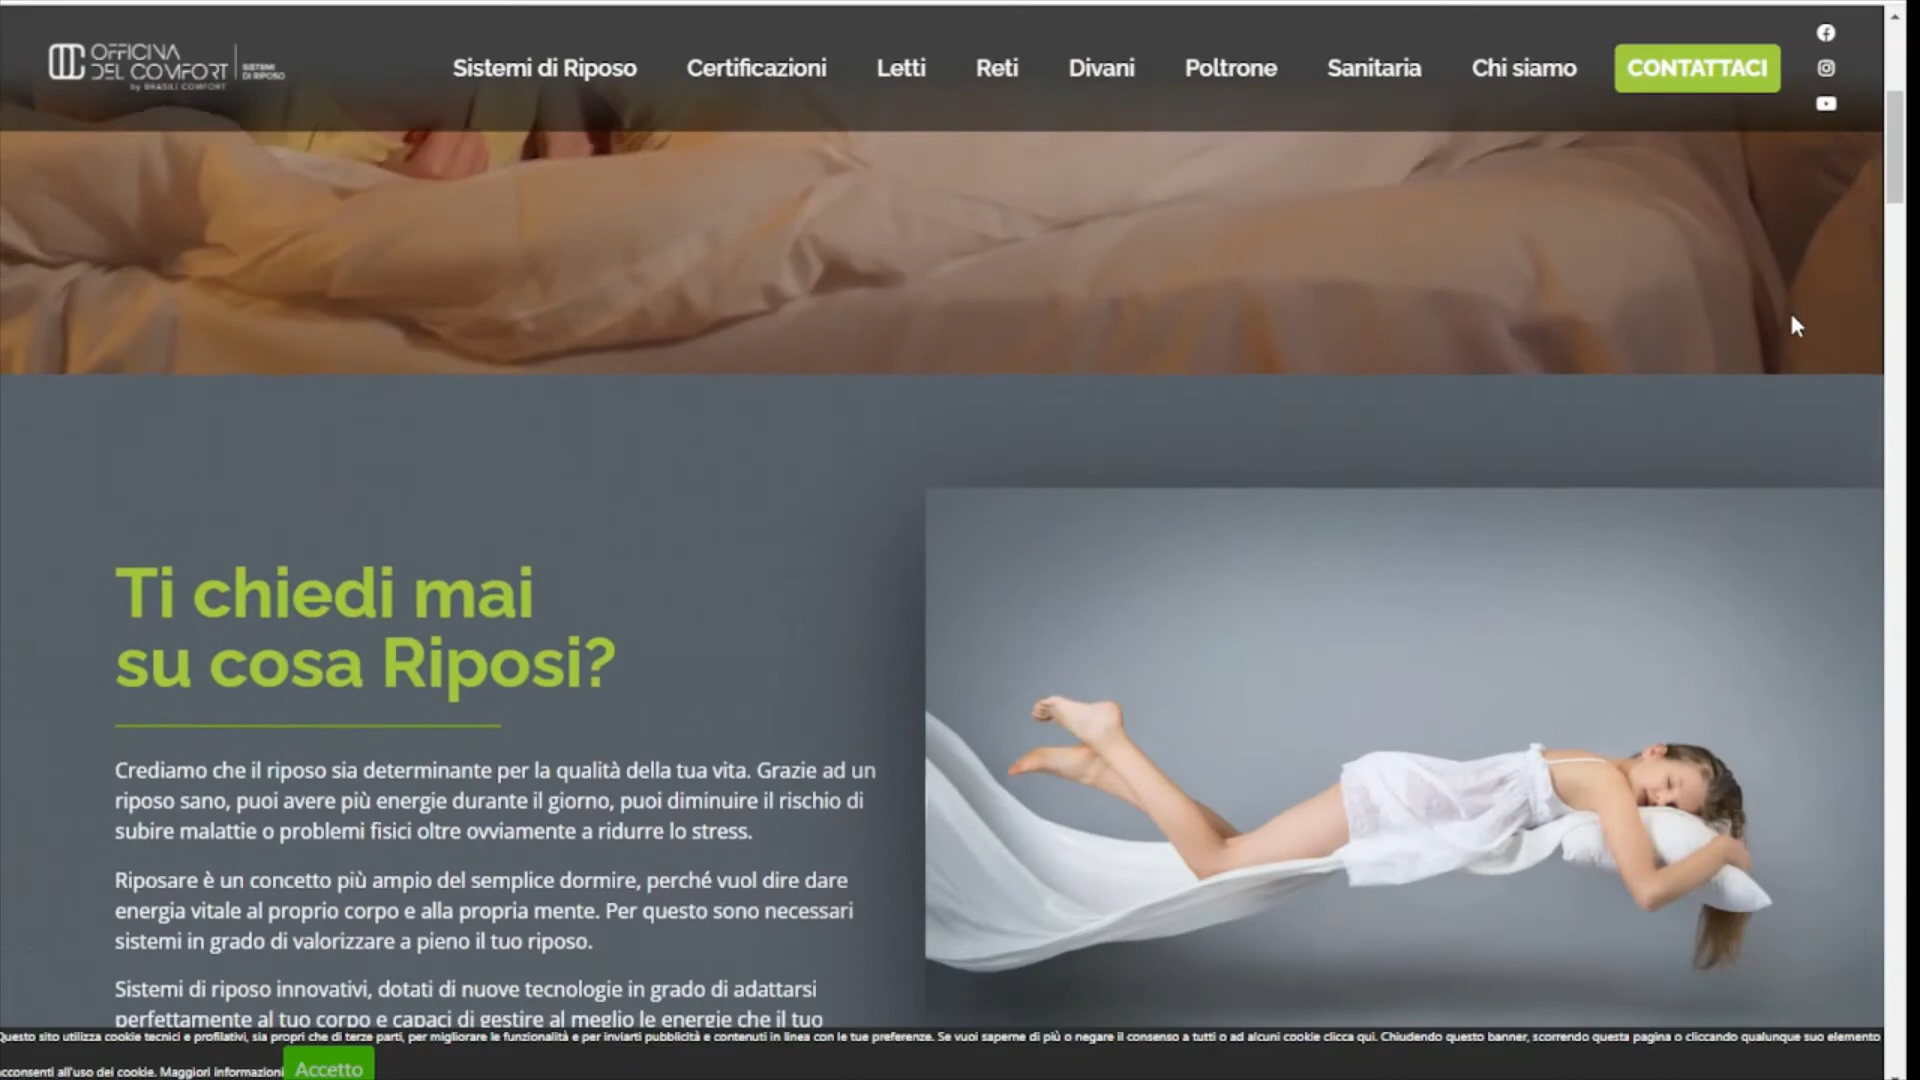 OFFICINA
DEL COMFORT
SISTEMI
DI RIPOSO
by BRASILI COMFORT
Sistemi di Riposo Certificazioni Letti Reti Divani Poltrone Sanitaria Chi siamo CONTATTACI
Ti chiedi mai
su cosa Riposi?
Crediamo che il riposo sia determinante per la qualità della tua vita. Grazie ad un
riposo sano, puoi avere più energie durante il giorno, puoi diminuire il rischio di
subire malattie o problemi fisici oltre ovviamente a ridurre lo stress.
Riposare è un concetto più ampio del semplice dormire, perché vuol dire dare
energia vitale al proprio corpo e alla propria mente. Per questo sono necessari
sistemi in grado di valorizzare a pieno il tuo riposo.
Sistemi di riposo innovativi, dotati di nuove tecnologie in grado di adattarsi
perfettamente al tuo corpo e capaci di gestire al meglio le energie che il tuo
Questo sito utilizza cookie tecnici e profilativi, sia propri che di terze parti, per migliorare le funzionalità e per inviarti pubblicità e contenuti in linea con le tue preferenze. Se vuoi saperne di più o negare il consenso a tutti o ad alcuni cookie clicca qui. Chiudendo questo banner, scorrendo questa pagina o cliccando qualunque suo elemento
acconsenti all'uso dei cookie. Maggiori informazioni Accetto